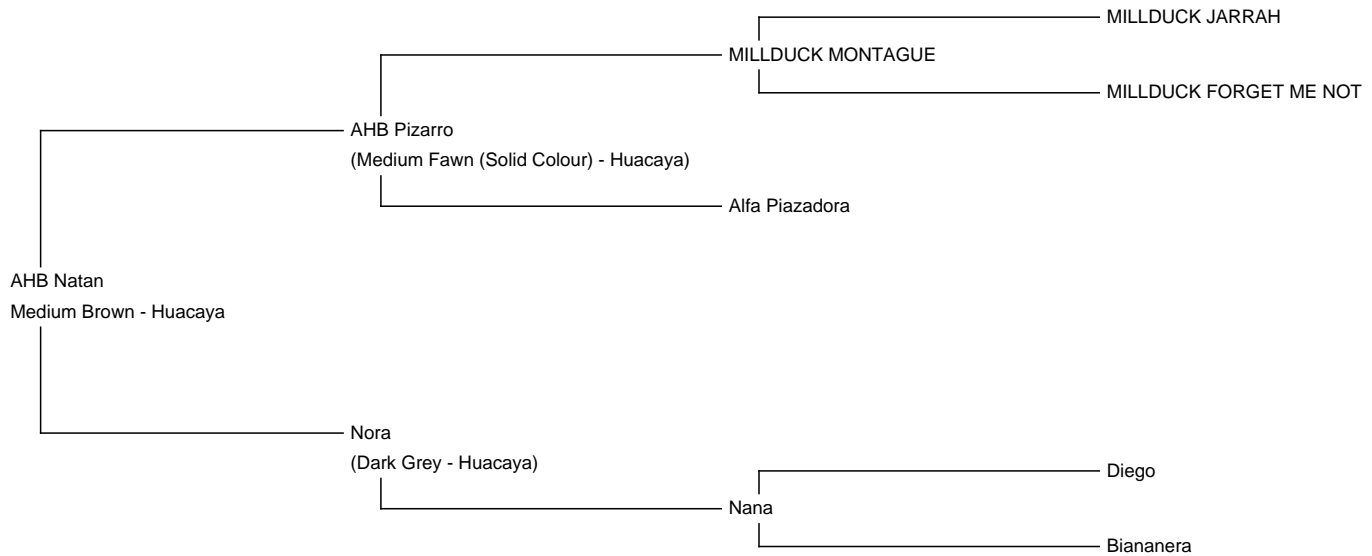 MILLDUCK JARRAH
MILLDUCK MONTAGUE
MILLDUCK FORGET ME NOT
AHB Pizarro
(Medium Fawn (Solid Colour) - Huacaya)
Alfa Piazadora
AHB Natan
Medium Brown - Huacaya
Nora
(Dark Grey - Huacaya)
Diego
Nana
Biananera